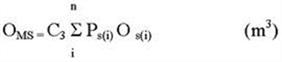 n
O_MS = C_3 Σ P_s(i) O_s(i) (m³)
i